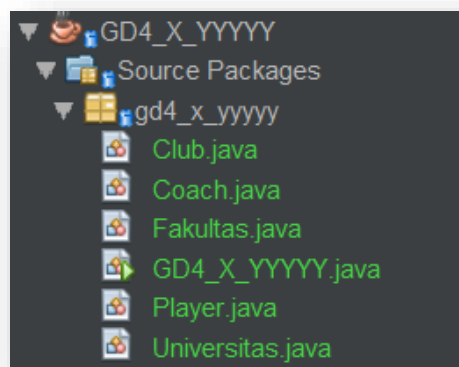 GD4_X_YYYYY
Source Packages
gd4_x_yyyyy
Club.java
Coach.java
Fakultas.java
GD4_X_YYYYY.java
Player.java
Universitas.java